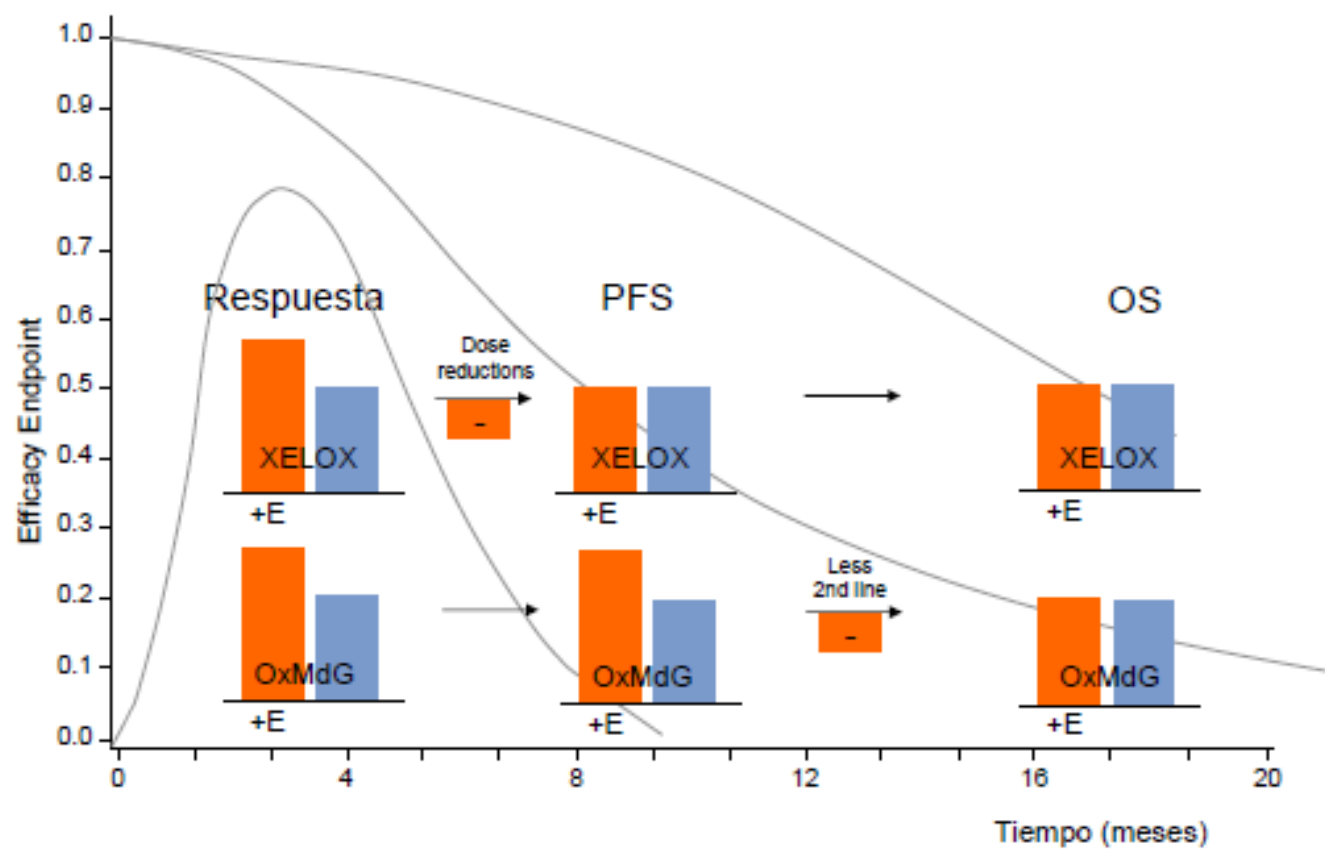 1.0
0.9
0.8
0.7
0.6
0.5
0.4
0.3
0.2
0.1
0.0
Efficacy Endpoint
Respuesta
PFS
OS
Dose
reductions
-
XELOX
XELOX
XELOX
+E
+E
+E
Less
2nd line
-
OxMdG
OxMdG
OxMdG
+E
+E
+E
0 4 8 12 16 20
Tiempo (meses)